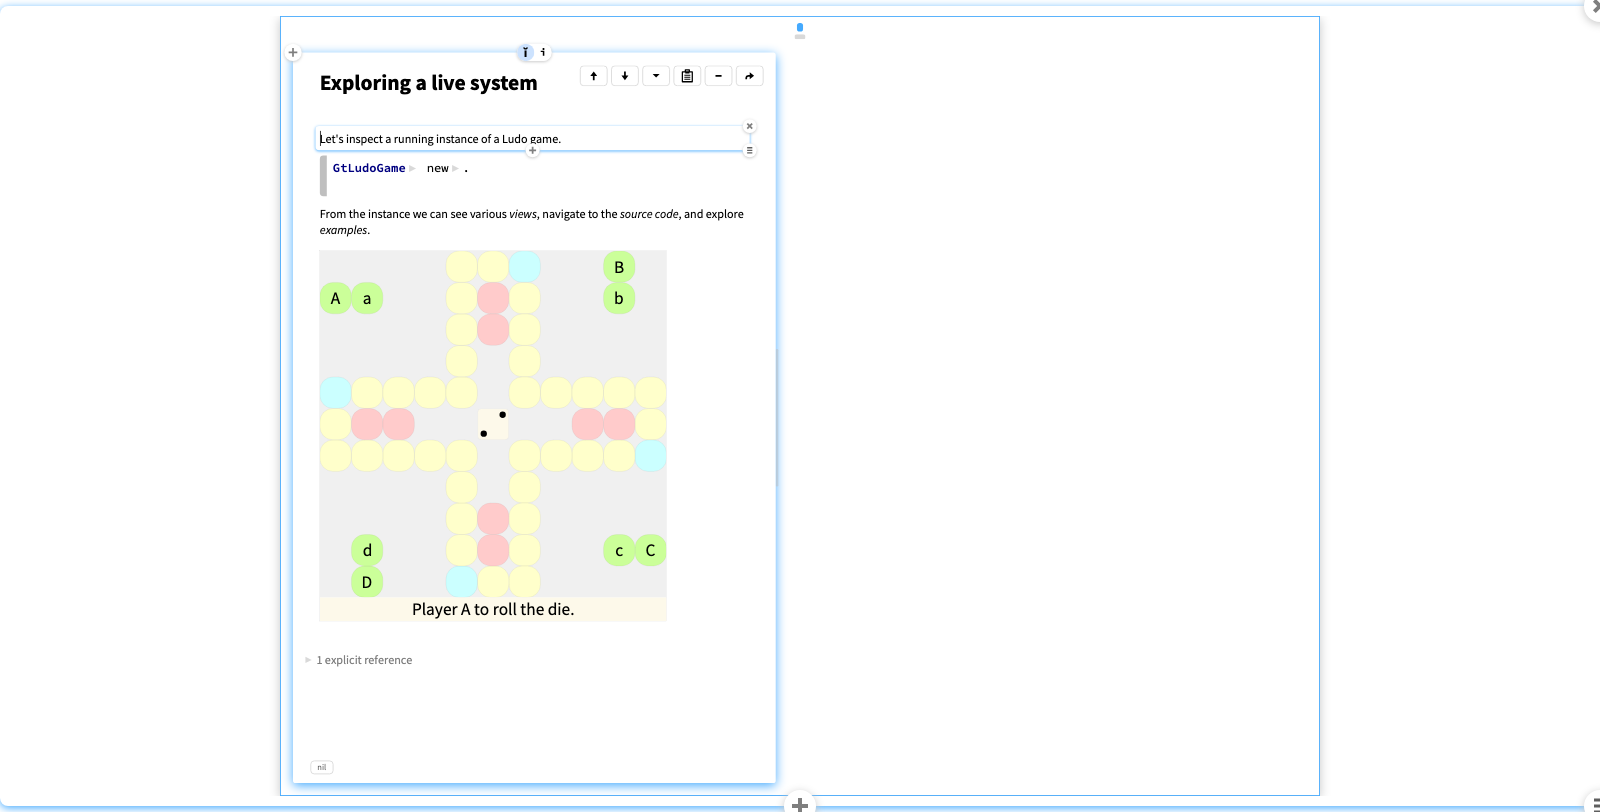 Exploring a live system
Let's inspect a running instance of a Ludo game.
GtLudoGame new .
From the instance we can see various views, navigate to the source code, and explore
examples.
B
A a b
d c C
D
Player A to roll the die.
1 explicit reference
nil